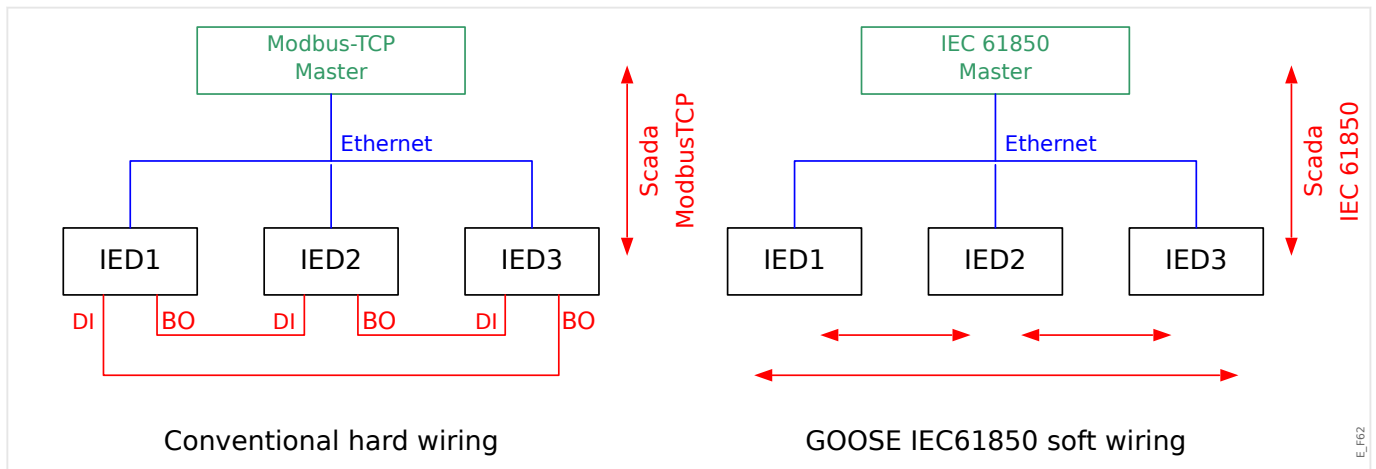 Modbus-TCP
Master
Ethernet
Scada
ModbusTCP
IED1
IED2
IED3
DI
BO
DI
BO
DI
BO
Conventional hard wiring
IEC 61850
Master
Ethernet
Scada
IEC 61850
IED1
IED2
IED3
GOOSE IEC61850 soft wiring
E_F62